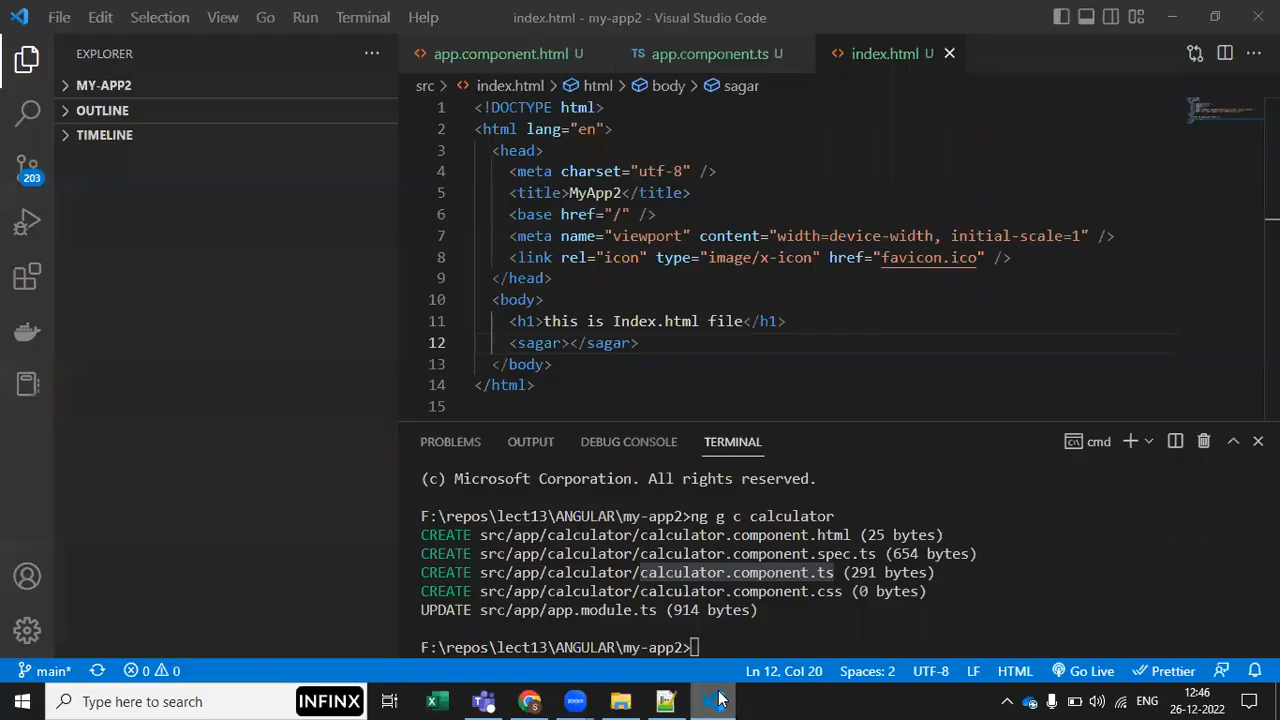 File Edit Selection View Go Run Terminal Help index.html - my-app2 - Visual Studio Code
EXPLORER
MY-APP2
OUTLINE
TIMELINE
203
app.component.html U
TS app.component.ts U
index.html U
src > index.html > html > body > sagar
1 <!DOCTYPE html>
2 <html lang="en">
3 <head>
4 <meta charset="utf-8" />
5 <title>MyApp2</title>
6 <base href="/" />
7 <meta name="viewport" content="width=device-width, initial-scale=1" />
8 <link rel="icon" type="image/x-icon" href="favicon.ico" />
9 </head>
10 <body>
11 <h1>this is Index.html file</h1>
12 <sagar></sagar>
13 </body>
14 </html>
15
PROBLEMS OUTPUT DEBUG CONSOLE TERMINAL cmd
(c) Microsoft Corporation. All rights reserved.
F:\repos\lect13\ANGULAR\my-app2>ng g c calculator
CREATE src/app/calculator/calculator.component.html (25 bytes)
CREATE src/app/calculator/calculator.component.spec.ts (654 bytes)
CREATE src/app/calculator/calculator.component.ts (291 bytes)
CREATE src/app/calculator/calculator.component.css (0 bytes)
UPDATE src/app/app.module.ts (914 bytes)
F:\repos\lect13\ANGULAR\my-app2>
main* 0 0 Ln 12, Col 20 Spaces: 2 UTF-8 LF HTML Go Live Prettier
Type here to search INFINX zoom ENG 12:46
26-12-2022